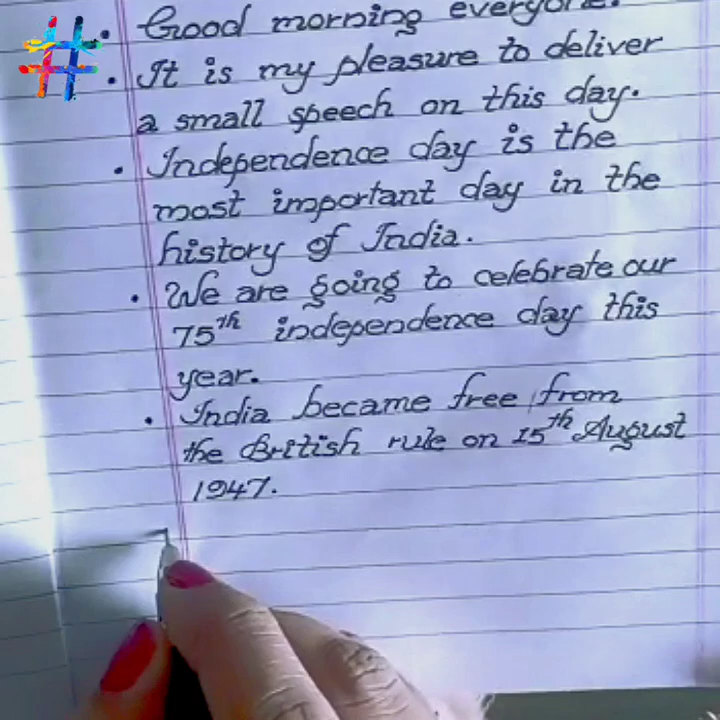 • Good morning everyone.
• It is my pleasure to deliver
a small speech on this day.
• Independence day is the
most important day in the
history of India.
• We are going to celebrate our
75th independence day this
year.
• India became free from
the British rule on 15th August
1947.